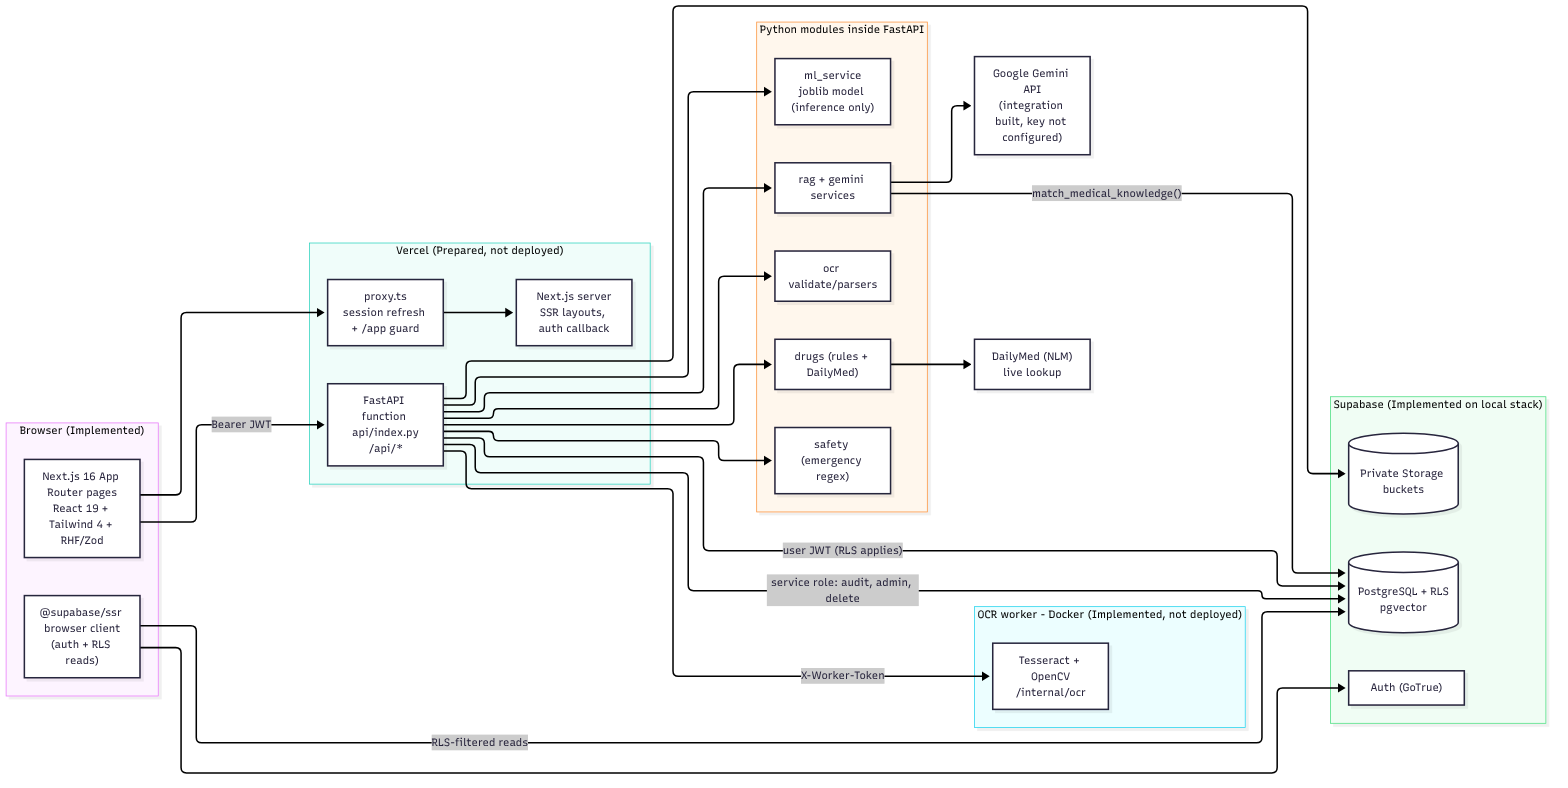 Python modules inside FastAPI
ml_service
joblib model
(inference only)
Google Gemini
API
(integration
built, key not
configured)
rag + gemini
services
match_medical_knowledge()
ocr
validate/parsers
drugs (rules +
DailyMed)
DailyMed (NLM)
live lookup
safety
(emergency
regex)
Vercel (Prepared, not deployed)
proxy.ts
session refresh
+ /app guard
Next.js server
SSR layouts,
auth callback
FastAPI
function
api/index.py
/api/*
Bearer JWT
Browser (Implemented)
Next.js 16 App
Router pages
React 19 +
Tailwind 4 +
RHF/Zod
@supabase/ssr
browser client
(auth + RLS
reads)
user JWT (RLS applies)
service role: audit, admin,
delete
X-Worker-Token
RLS-filtered reads
OCR worker - Docker (Implemented, not deployed)
Tesseract +
OpenCV
/internal/ocr
Supabase (Implemented on local stack)
Private Storage
buckets
PostgreSQL + RLS
pgvector
Auth (GoTrue)